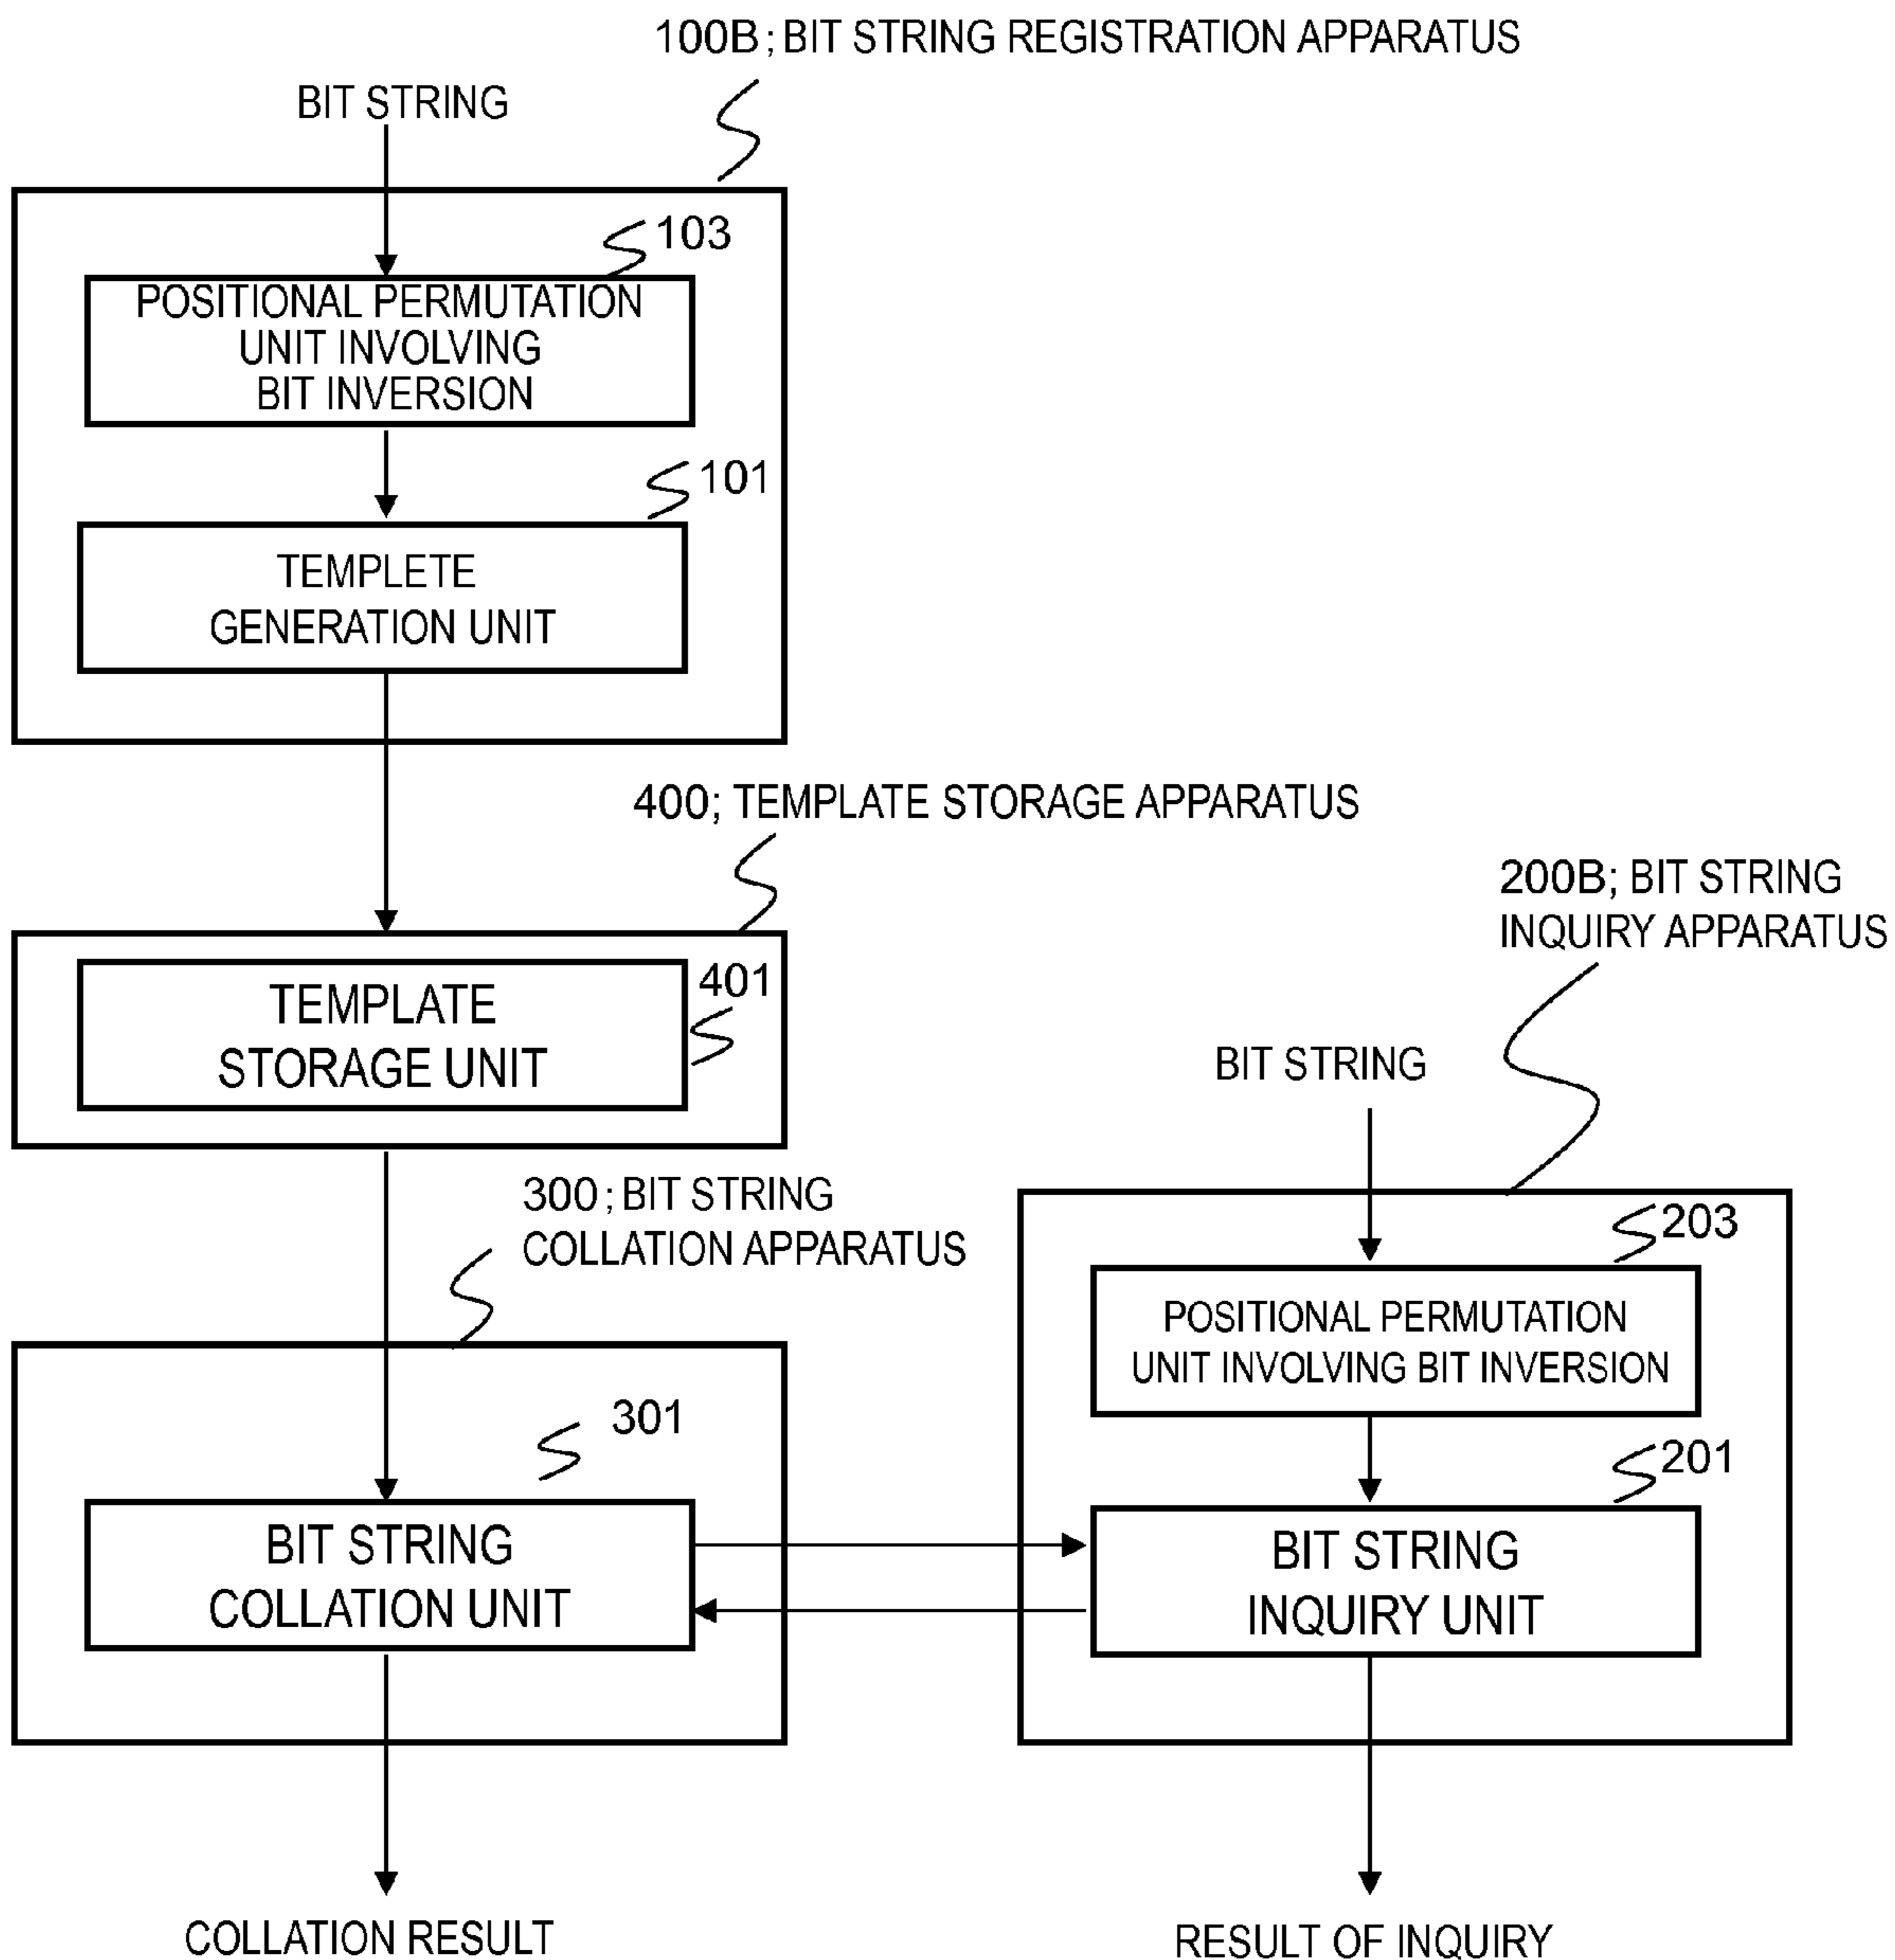 100B; BIT STRING REGISTRATION APPARATUS
BIT STRING
103
POSITIONAL PERMUTATION
UNIT INVOLVING
BIT INVERSION
101
TEMPLETE
GENERATION UNIT
400; TEMPLATE STORAGE APPARATUS
401
TEMPLATE
STORAGE UNIT
200B; BIT STRING
INQUIRY APPARATUS
BIT STRING
300; BIT STRING
COLLATION APPARATUS
203
POSITIONAL PERMUTATION
UNIT INVOLVING BIT INVERSION
301
BIT STRING
COLLATION UNIT
201
BIT STRING
INQUIRY UNIT
COLLATION RESULT
RESULT OF INQUIRY